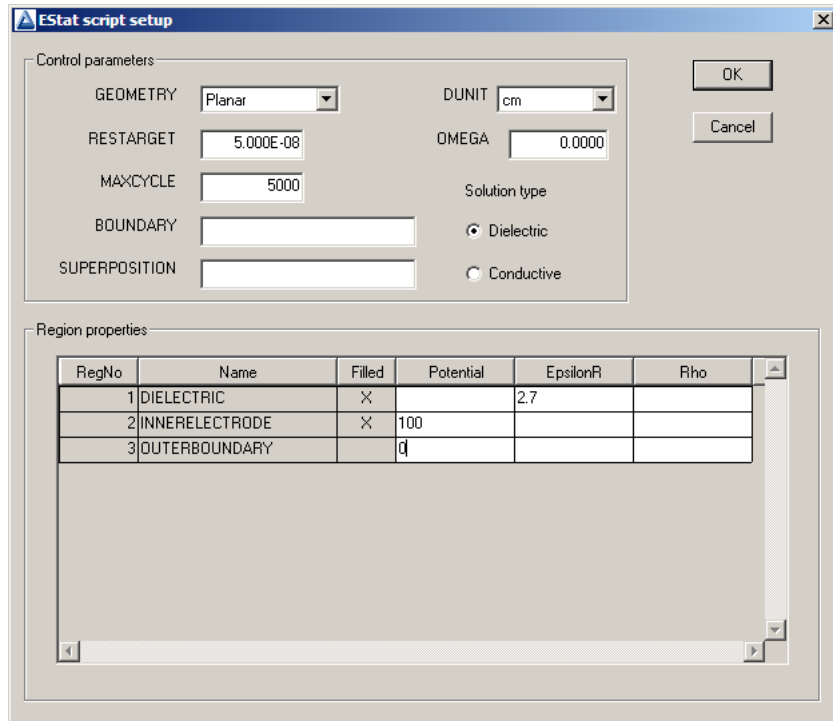 EStat script setup
Control parameters
GEOMETRY Planar DUNIT cm
RESTARGET 5.000E-08 OMEGA 0.0000
MAXCYCLE 5000 Solution type
BOUNDARY Dielectric
SUPERPOSITION Conductive
OK
Cancel
Region properties
RegNo Name Filled Potential EpsilonR Rho
1 DIELECTRIC X 2.7
2 INNERELECTRODE X 100
3 OUTERBOUNDARY 0